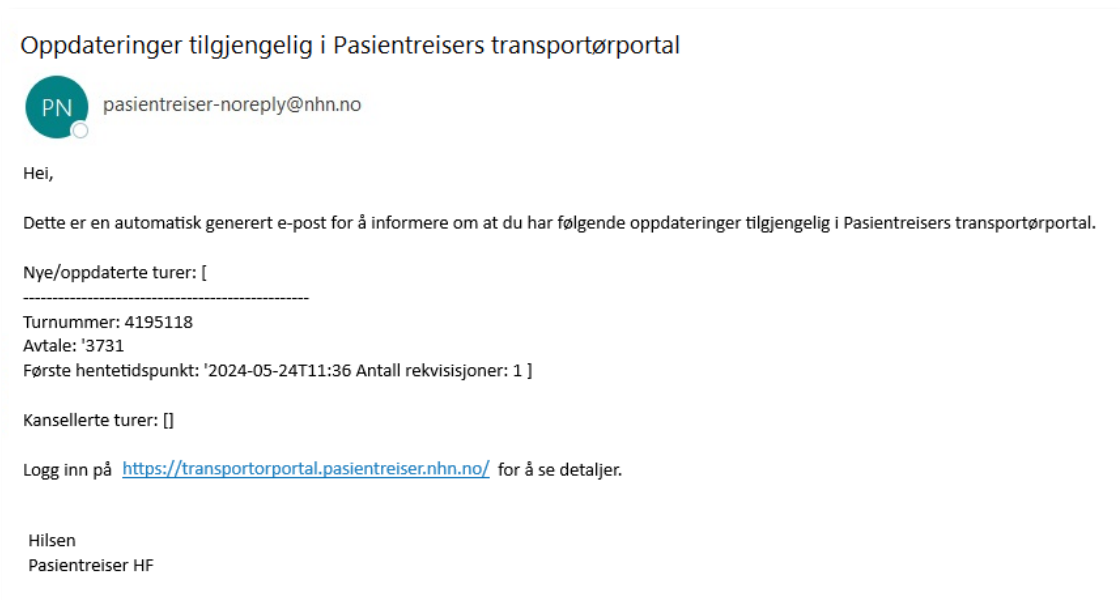 Oppdateringer tilgjengelig i Pasientreisers transportørportal
PN
pasientreiser-noreply@nhn.no
Hei,
Dette er en automatisk generert e-post for å informere om at du har følgende oppdateringer tilgjengelig i Pasientreisers transportørportal.
Nye/oppdaterte turer: [
-------------------------------------------------
Turnummer: 4195118
Avtale: '3731
Første hentetidspunkt: '2024-05-24T11:36 Antall rekvisisjoner: 1 ]
Kansellerte turer: []
Logg inn på https://transportorportal.pasientreiser.nhn.no/ for å se detaljer.
Hilsen
Pasientreiser HF